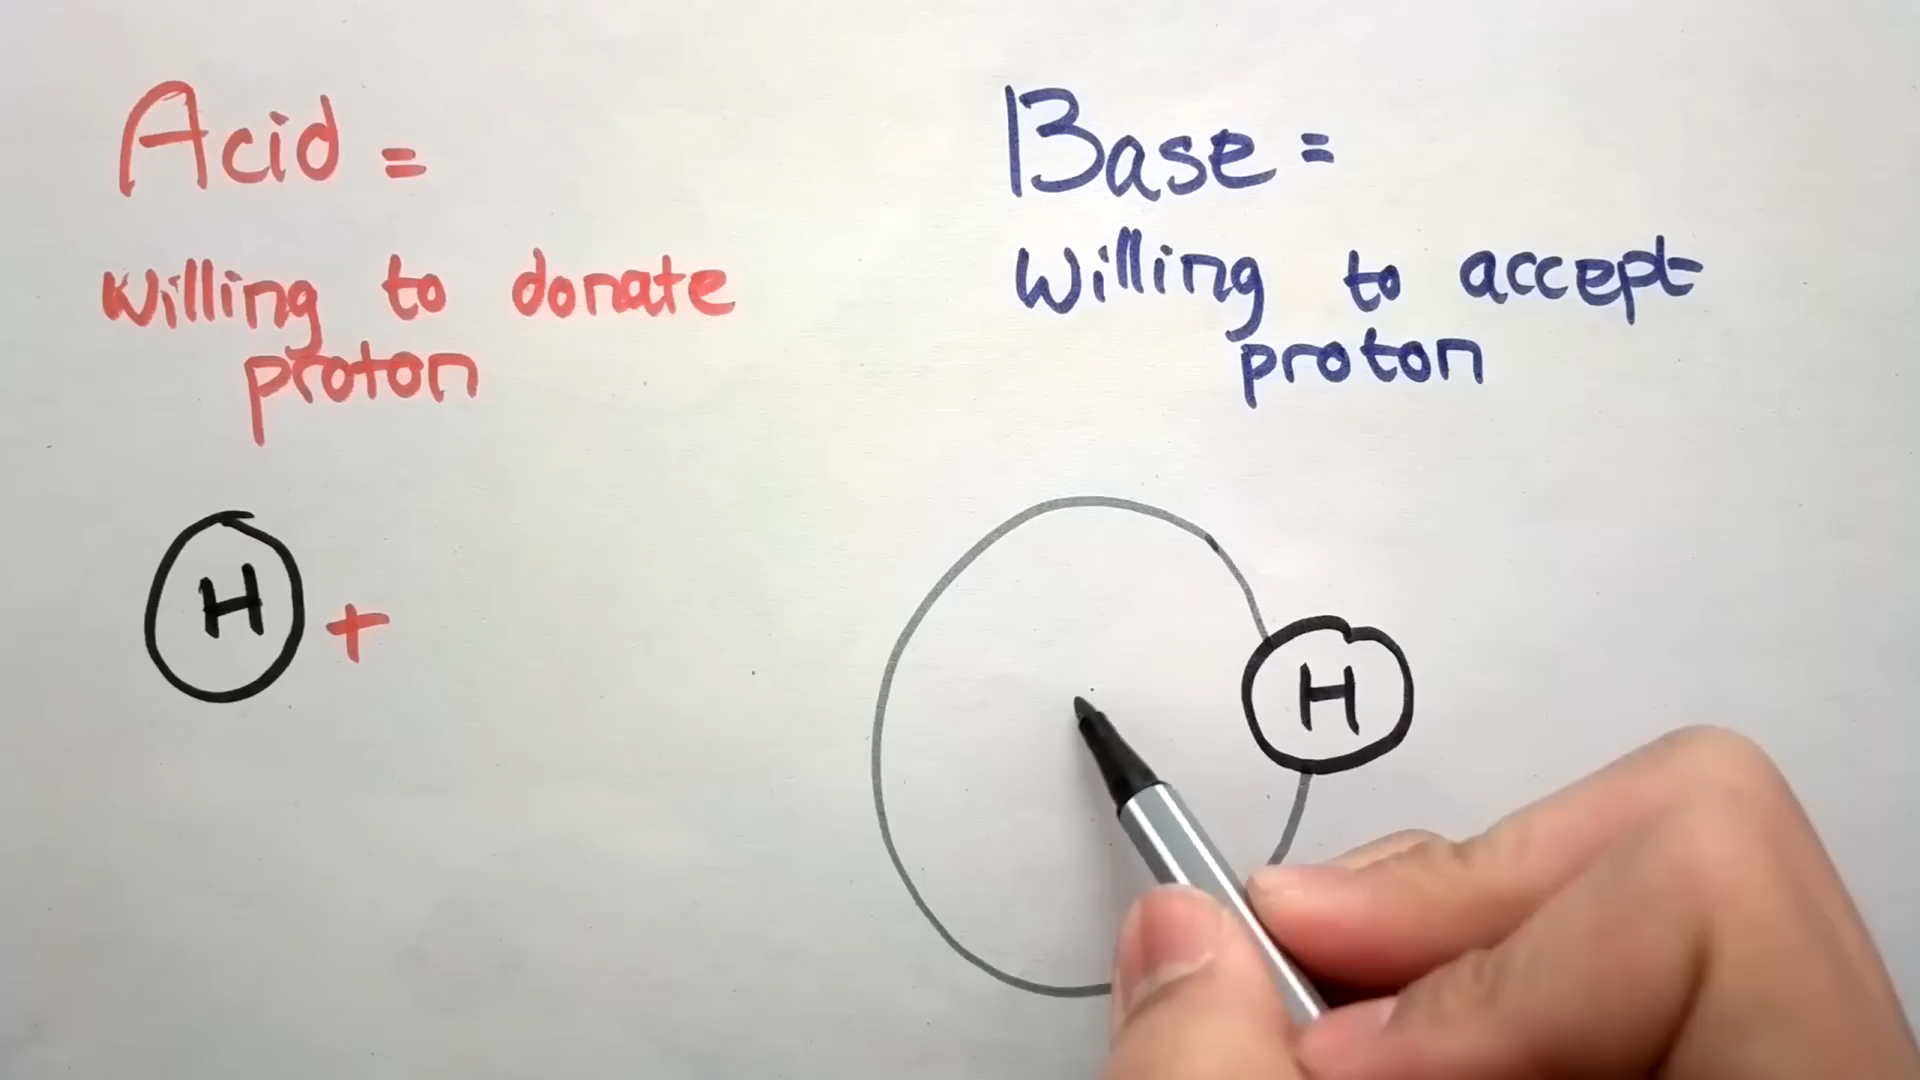 Acid =
Willing to donate
proton
Base =
Willing to accept
proton
H +
H